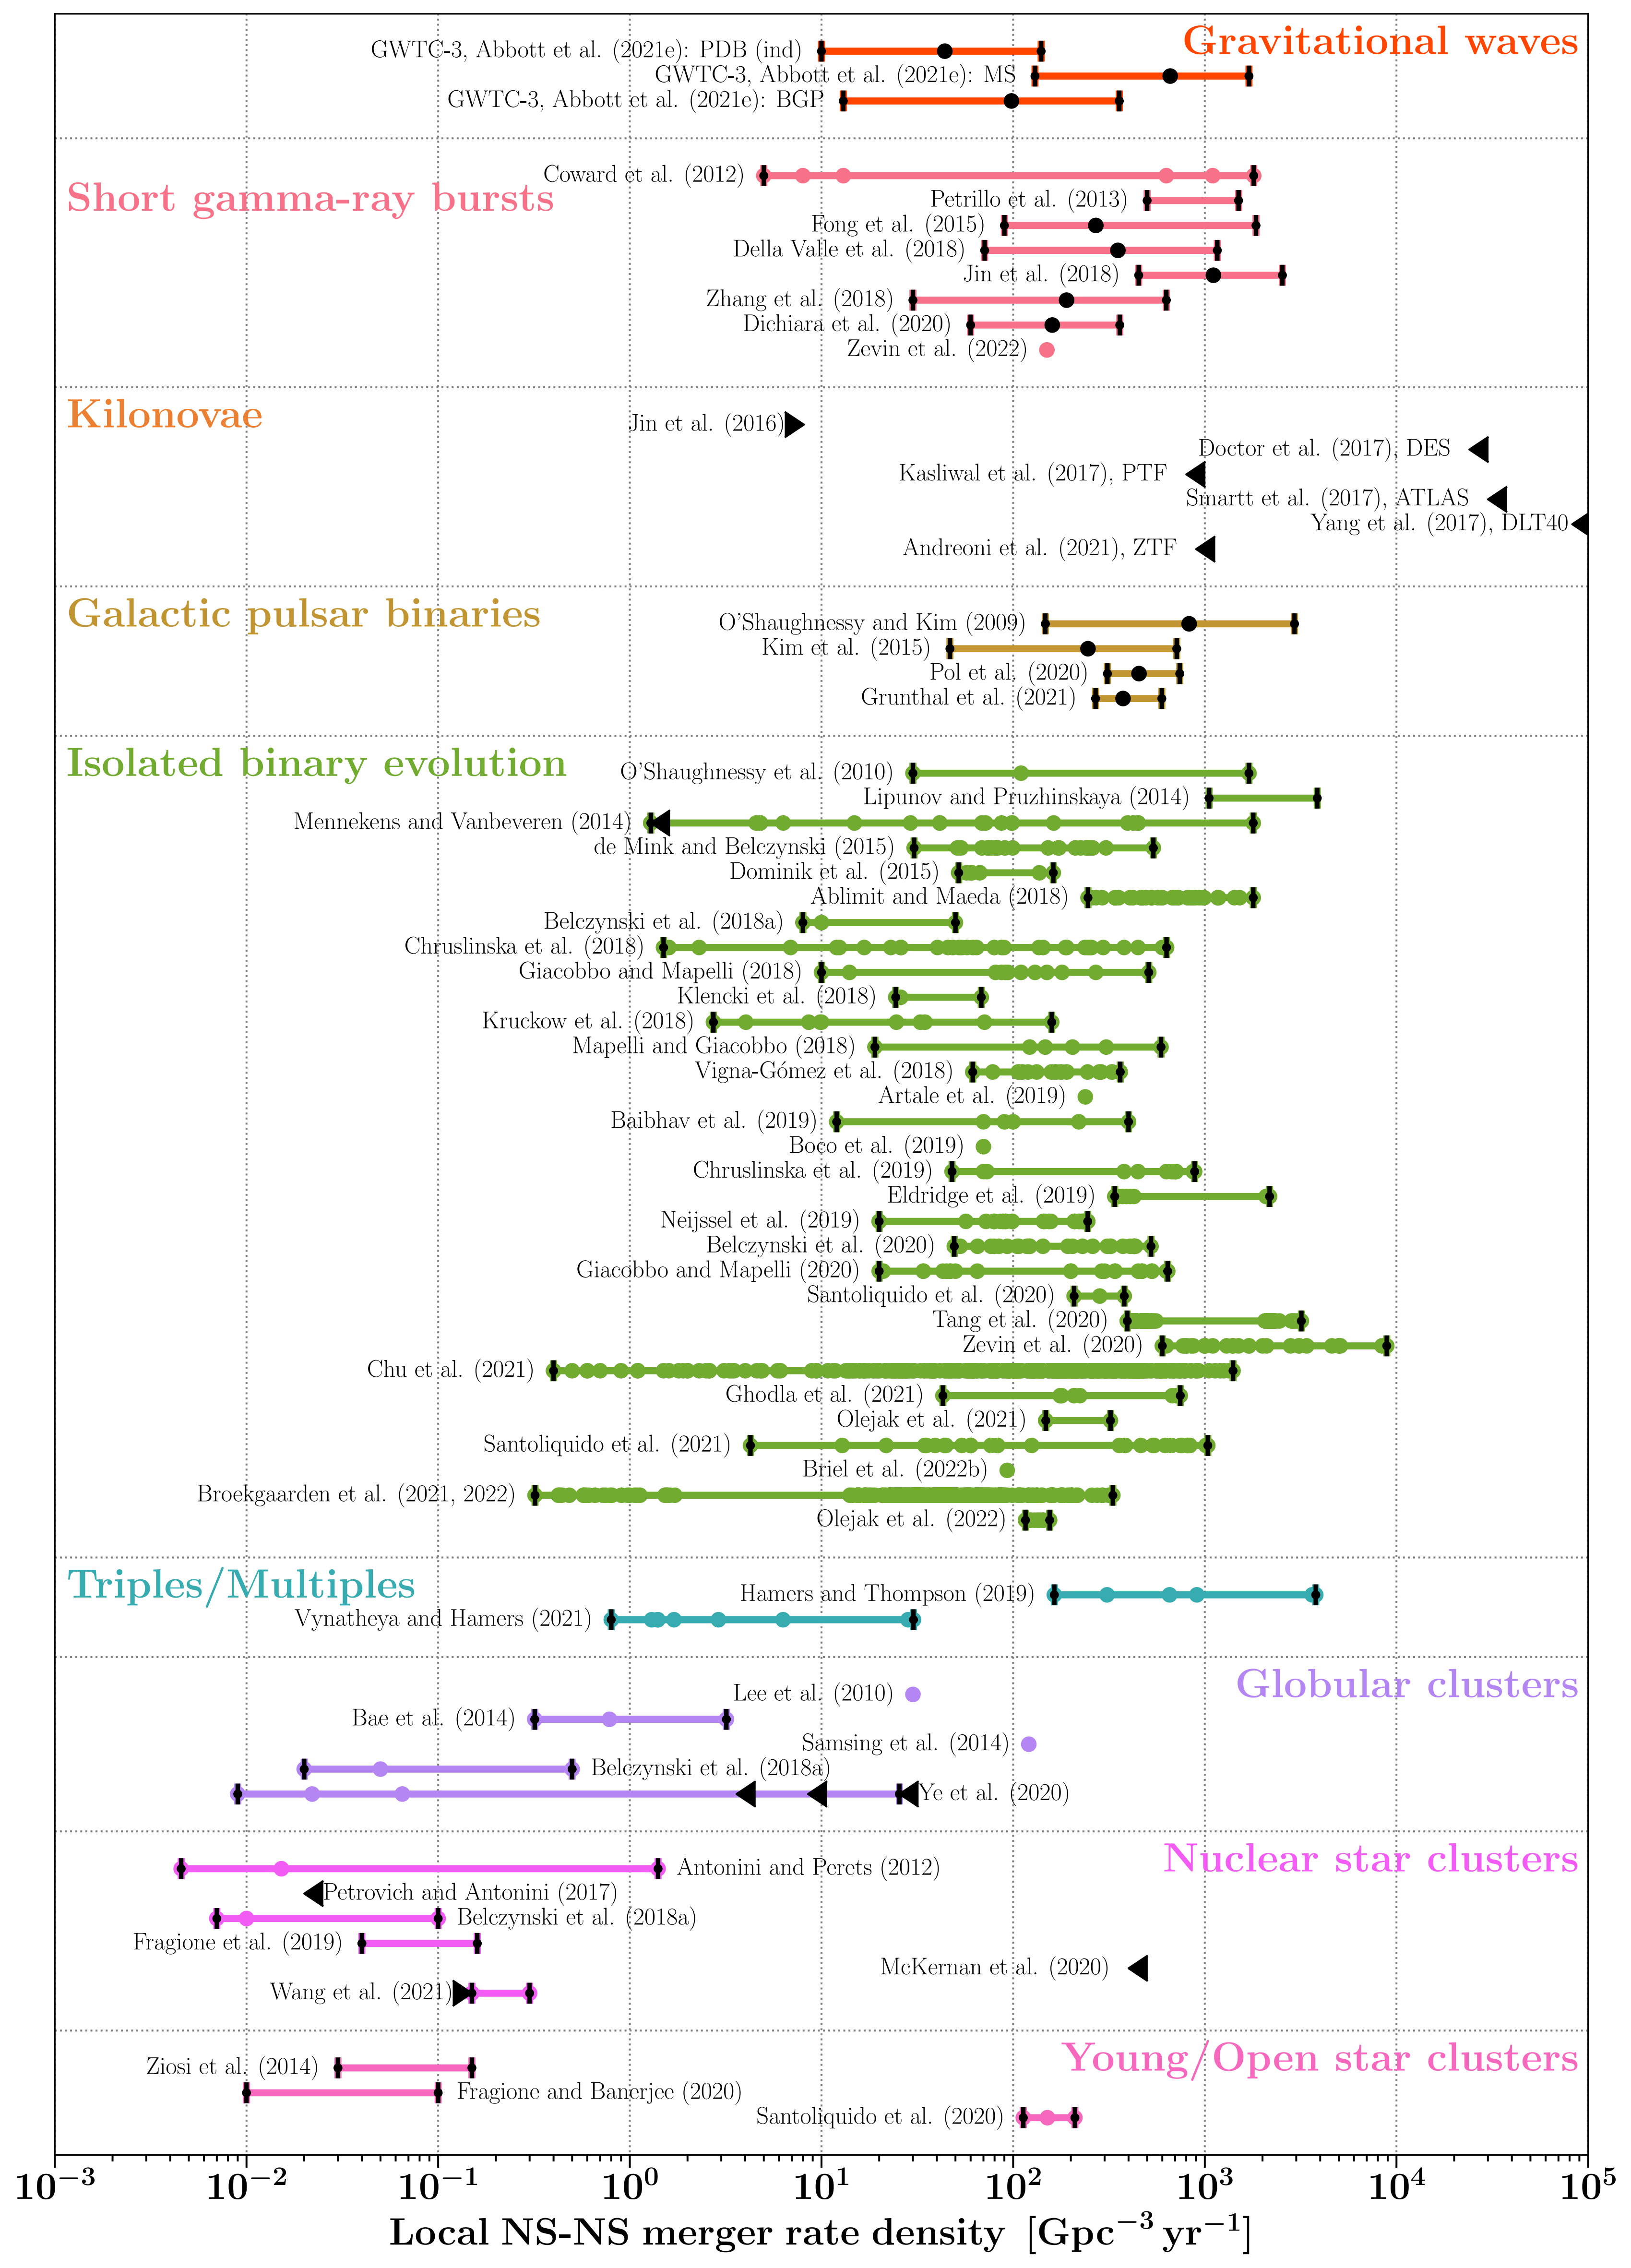 Gravitational waves
GWTC-3, Abbott et al. (2021e): PDB (ind)
GWTC-3, Abbott et al. (2021e): MS
GWTC-3, Abbott et al. (2021e): BGP
Short gamma-ray bursts
Coward et al. (2012)
Petrillo et al. (2013)
Fong et al. (2015)
Della Valle et al. (2018)
Jin et al. (2018)
Zhang et al. (2018)
Dichiara et al. (2020)
Zevin et al. (2022)
Kilonovae
Jin et al. (2016)
Doctor et al. (2017), DES
Kasliwal et al. (2017), PTF
Smartt et al. (2017), ATLAS
Yang et al. (2017), DLT40
Andreoni et al. (2021), ZTF
Galactic pulsar binaries
O'Shaughnessy and Kim (2009)
Kim et al. (2015)
Pol et al. (2020)
Grunthal et al. (2021)
Isolated binary evolution
O'Shaughnessy et al. (2010)
Lipunov and Pruzhinskaya (2014)
Mennekens and Vanbeveren (2014)
de Mink and Belczynski (2015)
Dominik et al. (2015)
Ablimit and Maeda (2018)
Belczynski et al. (2018a)
Chruslinska et al. (2018)
Giacobbo and Mapelli (2018)
Klencki et al. (2018)
Kruckow et al. (2018)
Mapelli and Giacobbo (2018)
Vigna-Gómez et al. (2018)
Artale et al. (2019)
Baibhav et al. (2019)
Boco et al. (2019)
Chruslinska et al. (2019)
Eldridge et al. (2019)
Neijssel et al. (2019)
Belczynski et al. (2020)
Giacobbo and Mapelli (2020)
Santoliquido et al. (2020)
Tang et al. (2020)
Zevin et al. (2020)
Chu et al. (2021)
Ghodla et al. (2021)
Olejak et al. (2021)
Santoliquido et al. (2021)
Briel et al. (2022b)
Broekgaarden et al. (2021, 2022)
Olejak et al. (2022)
Triples/Multiples
Hamers and Thompson (2019)
Vynatheya and Hamers (2021)
Globular clusters
Lee et al. (2010)
Bae et al. (2014)
Samsing et al. (2014)
Belczynski et al. (2018a)
Ye et al. (2020)
Nuclear star clusters
Antonini and Perets (2012)
Petrovich and Antonini (2017)
Belczynski et al. (2018a)
Fragione et al. (2019)
McKernan et al. (2020)
Wang et al. (2021)
Young/Open star clusters
Ziosi et al. (2014)
Fragione and Banerjee (2020)
Santoliquido et al. (2020)
10⁻³ 10⁻² 10⁻¹ 10⁰ 10¹ 10² 10³ 10⁴ 10⁵
Local NS-NS merger rate density [Gpc⁻³ yr⁻¹]